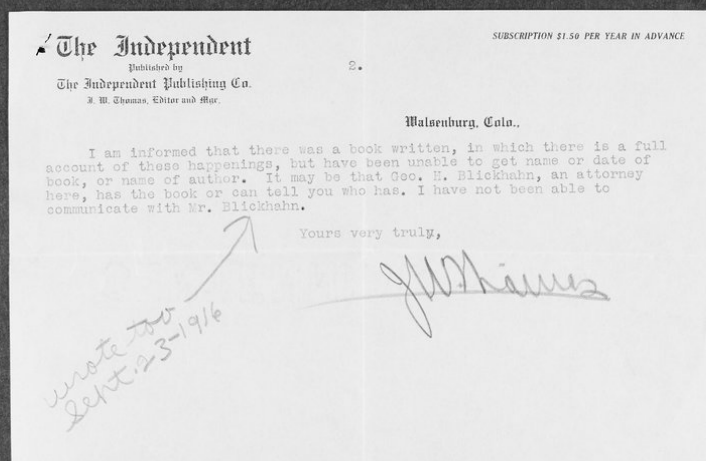 The Independent
Published by
The Independent Publishing Co.
J. W. Thomas, Editor and Mgr.
SUBSCRIPTION $1.50 PER YEAR IN ADVANCE
2.
Walsenburg, Colo.,
I am informed that there was a book written, in which there is a full
account of these happenings, but have been unable to get name or date of
book, or name of author. It may be that Geo. H. Blickhahn, an attorney
here, has the book or can tell you who has. I have not been able to
communicate with Mr. Blickhahn.
Yours very truly,
J W Thomas
wrote to
Sept. 23-1916